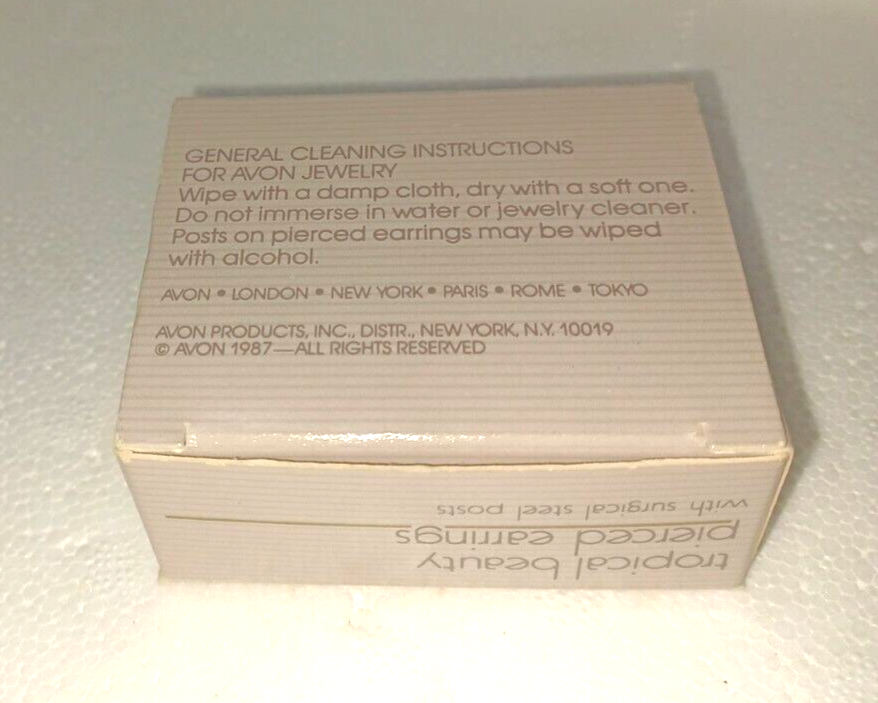 GENERAL CLEANING INSTRUCTIONS
FOR AVON JEWELRY
Wipe with a damp cloth, dry with a soft one.
Do not immerse in water or jewelry cleaner.
Posts on pierced earrings may be wiped
with alcohol.
AVON • LONDON • NEW YORK • PARIS • ROME • TOKYO
AVON PRODUCTS, INC., DISTR., NEW YORK, N.Y. 10019
© AVON 1987—ALL RIGHTS RESERVED
tropical beauty
pierced earrings
with surgical steel posts